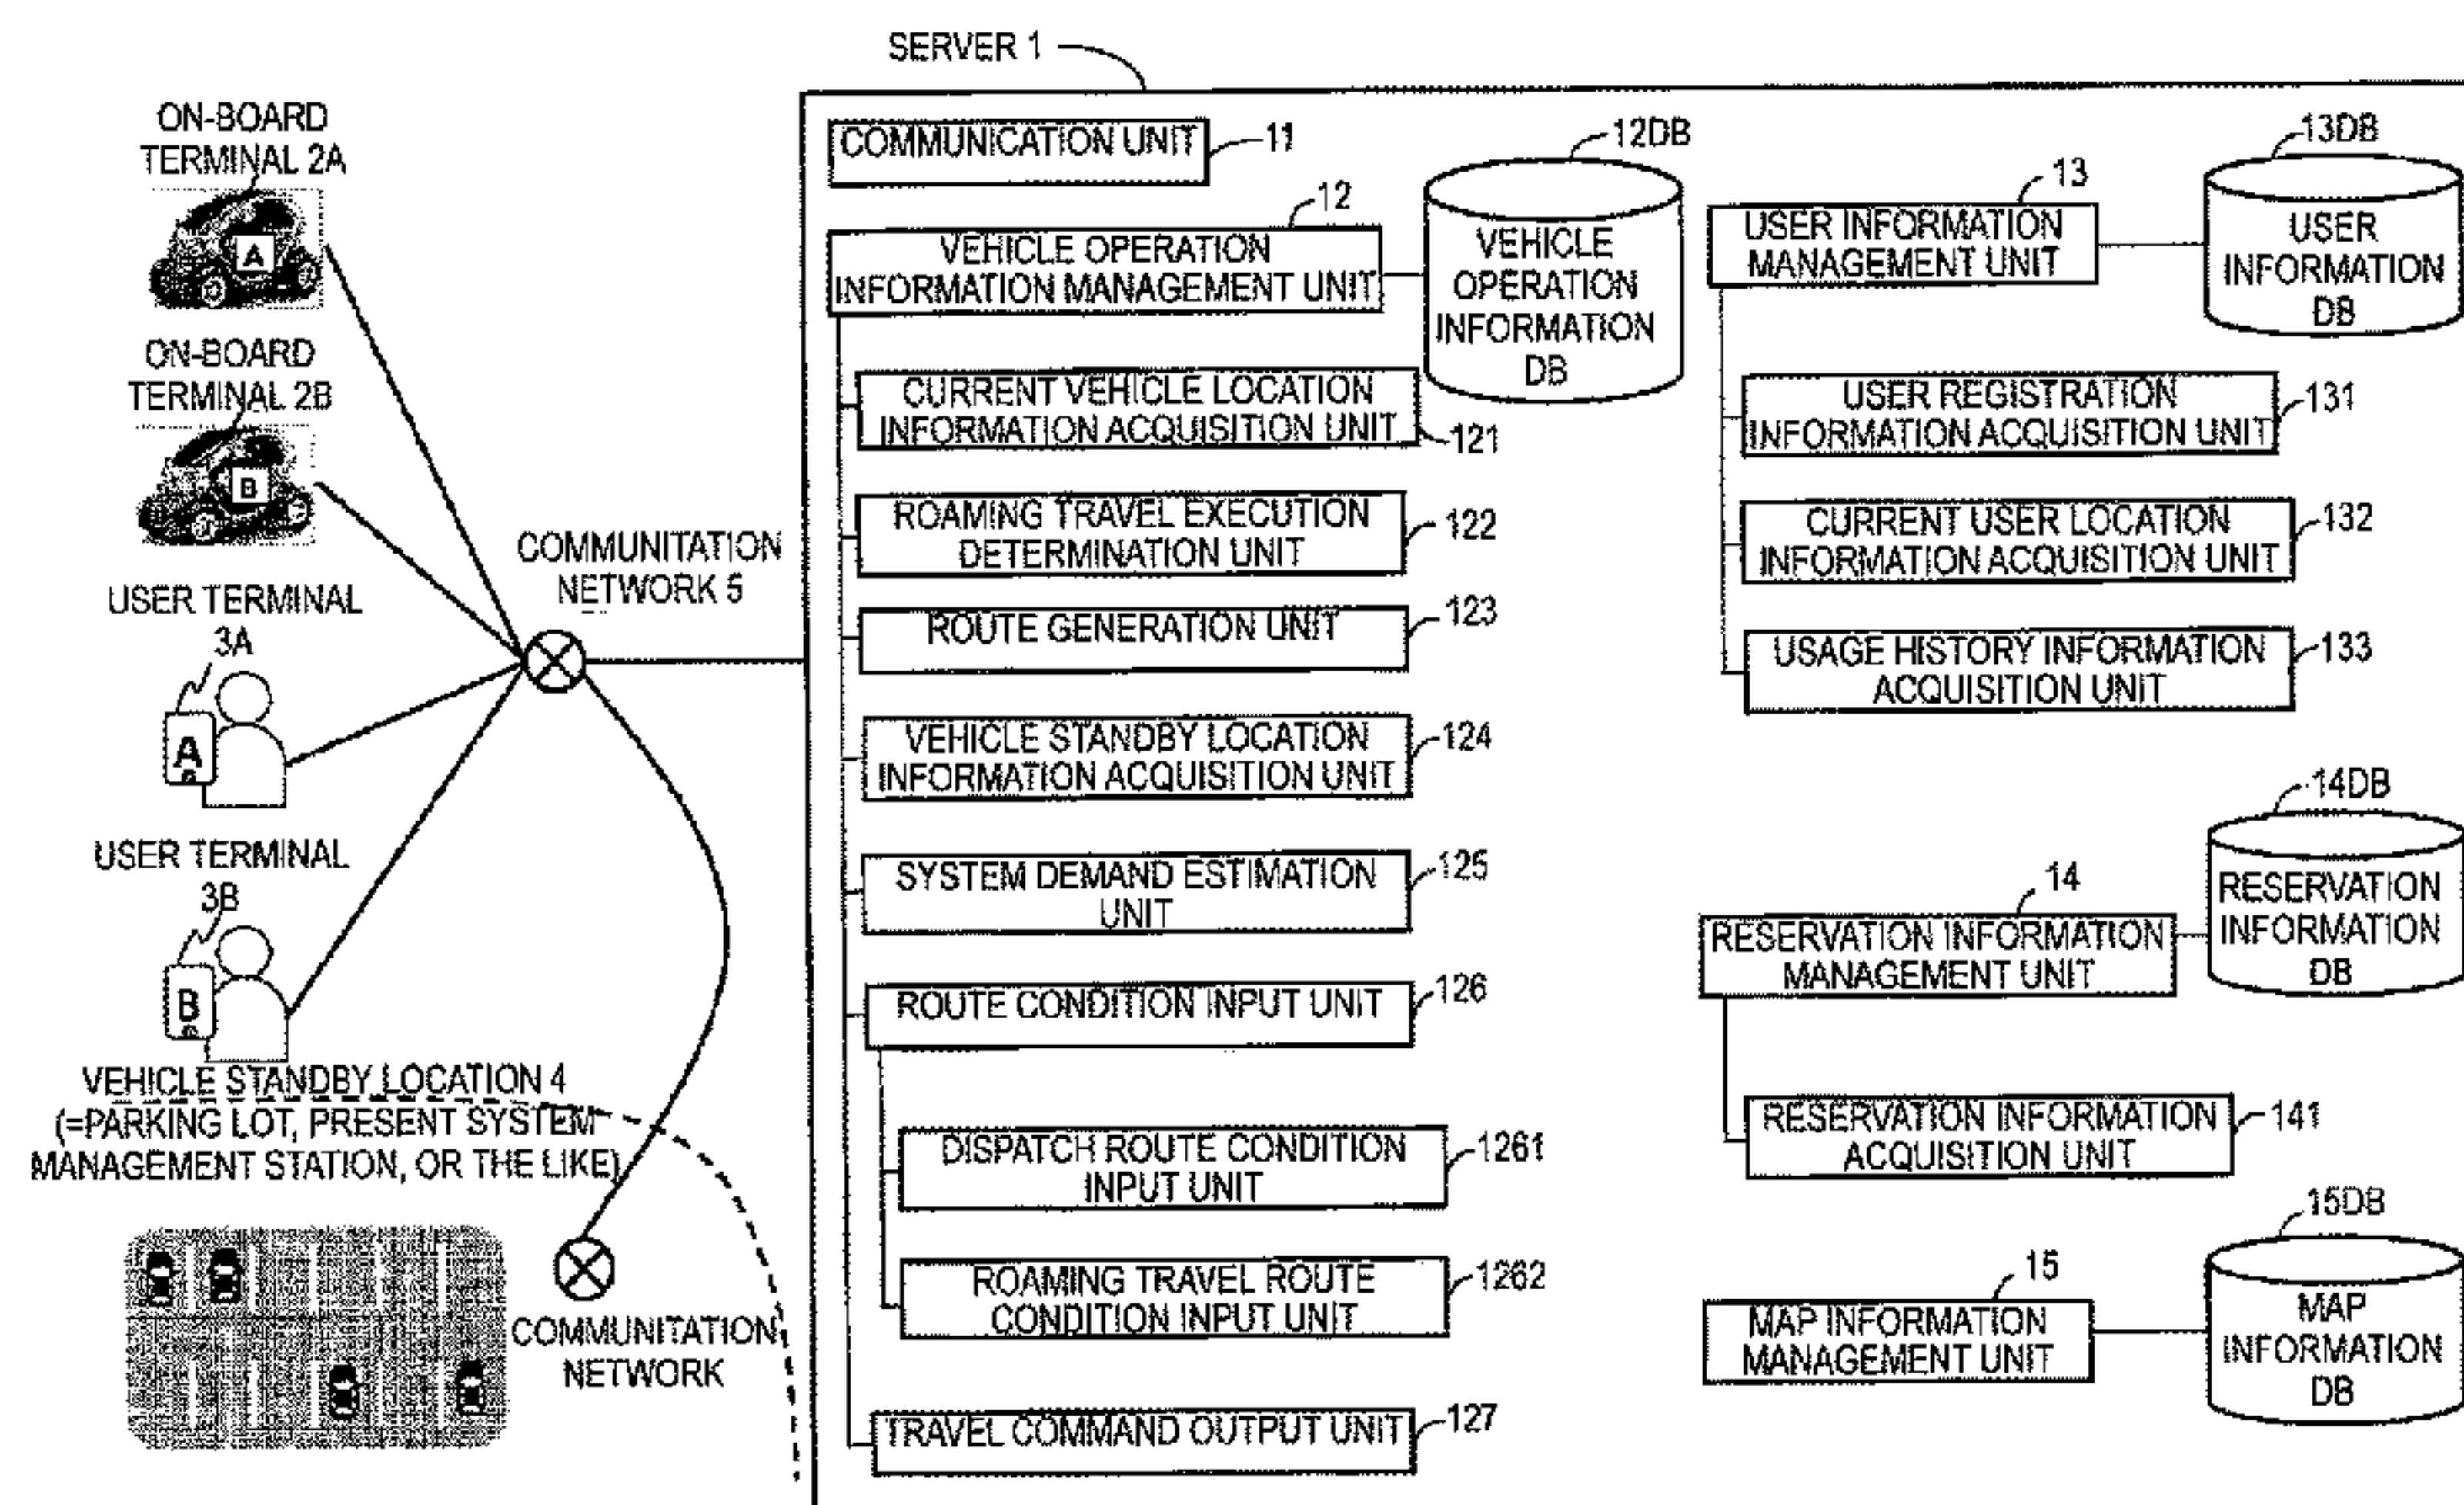 SERVER 1
ON-BOARD
TERMINAL 2A
A
ON-BOARD
TERMINAL 2B
B
USER TERMINAL
3A
A
USER TERMINAL
3B
B
COMMUNITATION
NETWORK 5
VEHICLE STANDBY LOCATION 4
(=PARKING LOT, PRESENT SYSTEM
MANAGEMENT STATION, OR THE LIKE)
COMMUNITATION
NETWORK
COMMUNICATION UNIT
11
12
VEHICLE OPERATION
INFORMATION MANAGEMENT UNIT
12DB
VEHICLE
OPERATION
INFORMATION
DB
CURRENT VEHICLE LOCATION
INFORMATION ACQUISITION UNIT
121
ROAMING TRAVEL EXECUTION
DETERMINATION UNIT
122
ROUTE GENERATION UNIT
123
VEHICLE STANDBY LOCATION
INFORMATION ACQUISITION UNIT
124
SYSTEM DEMAND ESTIMATION
UNIT
125
ROUTE CONDITION INPUT UNIT
126
DISPATCH ROUTE CONDITION
INPUT UNIT
1261
ROAMING TRAVEL ROUTE
CONDITION INPUT UNIT
1262
TRAVEL COMMAND OUTPUT UNIT
127
13
USER INFORMATION
MANAGEMENT UNIT
13DB
USER
INFORMATION
DB
USER REGISTRATION
INFORMATION ACQUISITION UNIT
131
CURRENT USER LOCATION
INFORMATION ACQUISITION UNIT
132
USAGE HISTORY INFORMATION
ACQUISITION UNIT
133
14
RESERVATION INFORMATION
MANAGEMENT UNIT
14DB
RESERVATION
INFORMATION
DB
RESERVATION INFORMATION
ACQUISITION UNIT
141
15
MAP INFORMATION
MANAGEMENT UNIT
15DB
MAP
INFORMATION
DB